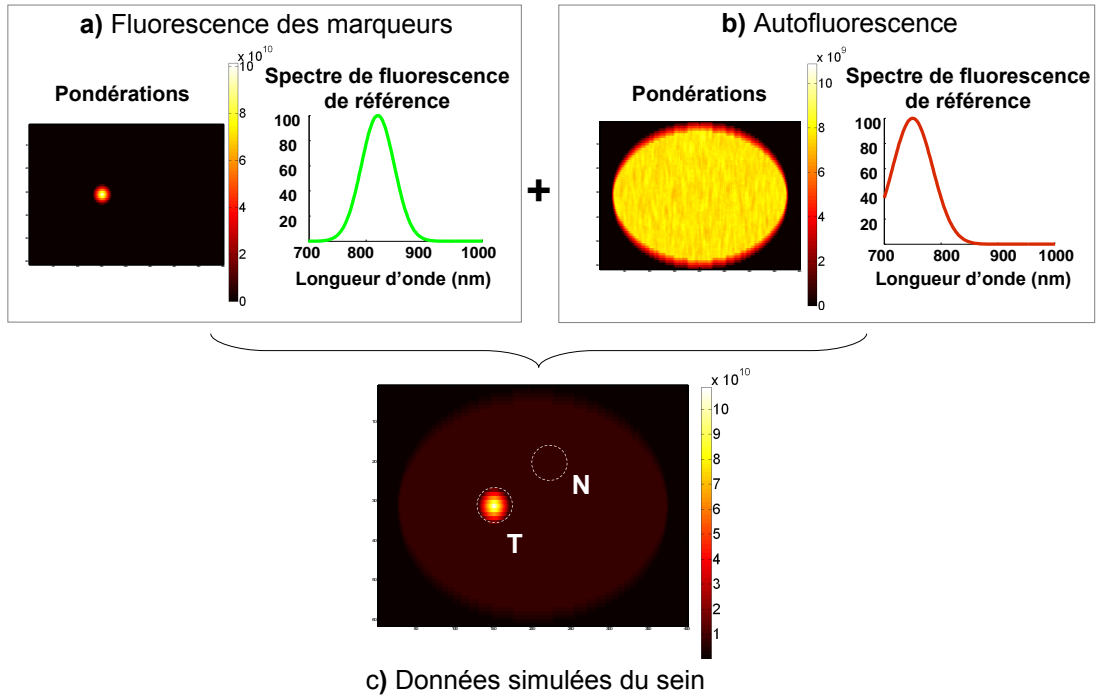 a) Fluorescence des marqueurs
x 10^10
Pondérations
Spectre de fluorescence
de référence
10
8
6
4
2
0
100
80
60
40
20
700
800
900
1000
Longueur d'onde (nm)
+
b) Autofluorescence
x 10^9
Pondérations
Spectre de fluorescence
de référence
10
8
6
4
2
0
100
80
60
40
20
700
800
900
1000
Longueur d'onde (nm)
x 10^10
10
9
8
7
6
5
4
3
2
1
N
T
c) Données simulées du sein